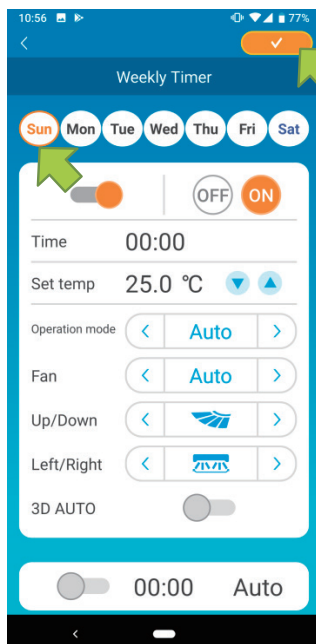 10:56 77%
Weekly Timer
Sun Mon Tue Wed Thu Fri Sat
OFF ON
Time 00:00
Set temp 25.0 ℃
Operation mode Auto
Fan Auto
Up/Down
Left/Right
3D AUTO
00:00 Auto